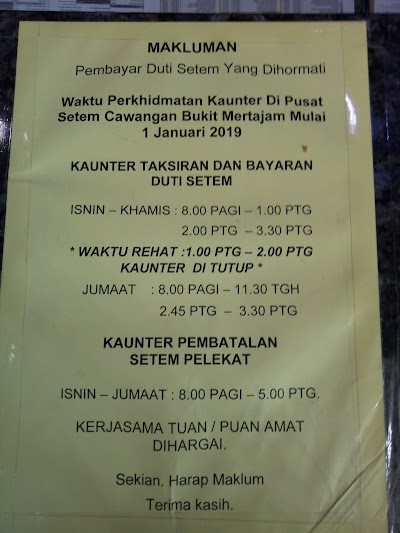 MAKLUMAN
Pembayar Duti Setem Yang Dihormati
Waktu Perkhidmatan Kaunter Di Pusat
Setem Cawangan Bukit Mertajam Mulai
1 Januari 2019
KAUNTER TAKSIRAN DAN BAYARAN
DUTI SETEM
ISNIN – KHAMIS : 8.00 PAGI – 1.00 PTG
2.00 PTG – 3.30 PTG
* WAKTU REHAT :1.00 PTG – 2.00 PTG
KAUNTER DI TUTUP *
JUMAAT : 8.00 PAGI – 11.30 TGH
2.45 PTG – 3.30 PTG
KAUNTER PEMBATALAN
SETEM PELEKAT
ISNIN – JUMAAT : 8.00 PAGI – 5.00 PTG.
KERJASAMA TUAN / PUAN AMAT
DIHARGAI.
Sekian. Harap Maklum
Terima kasih.